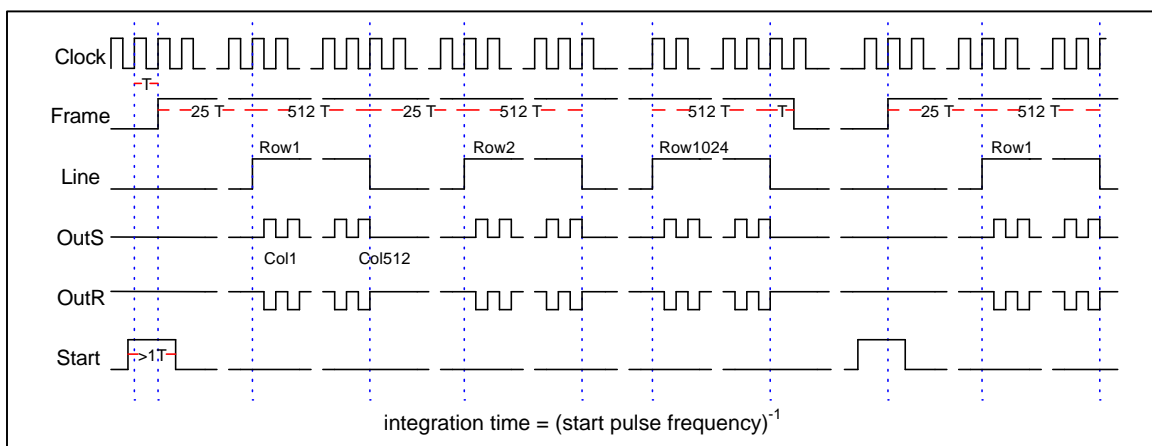 Clock
T
Frame
25 T 512 T 25 T 512 T 512 T T 25 T 512 T
Row1 Row2 Row1024 Row1
Line
OutS
Col1 Col512
OutR
Start
>1T
integration time = (start pulse frequency)-1